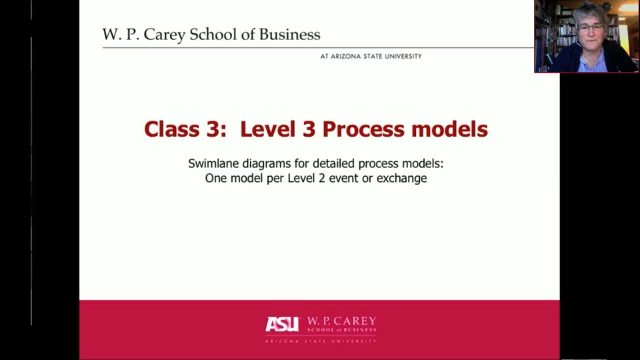 W. P. Carey School of Business
AT ARIZONA STATE UNIVERSITY
Class 3: Level 3 Process models
Swimlane diagrams for detailed process models:
One model per Level 2 event or exchange
ASU W. P. CAREY
SCHOOL OF BUSINESS
ARIZONA STATE UNIVERSITY